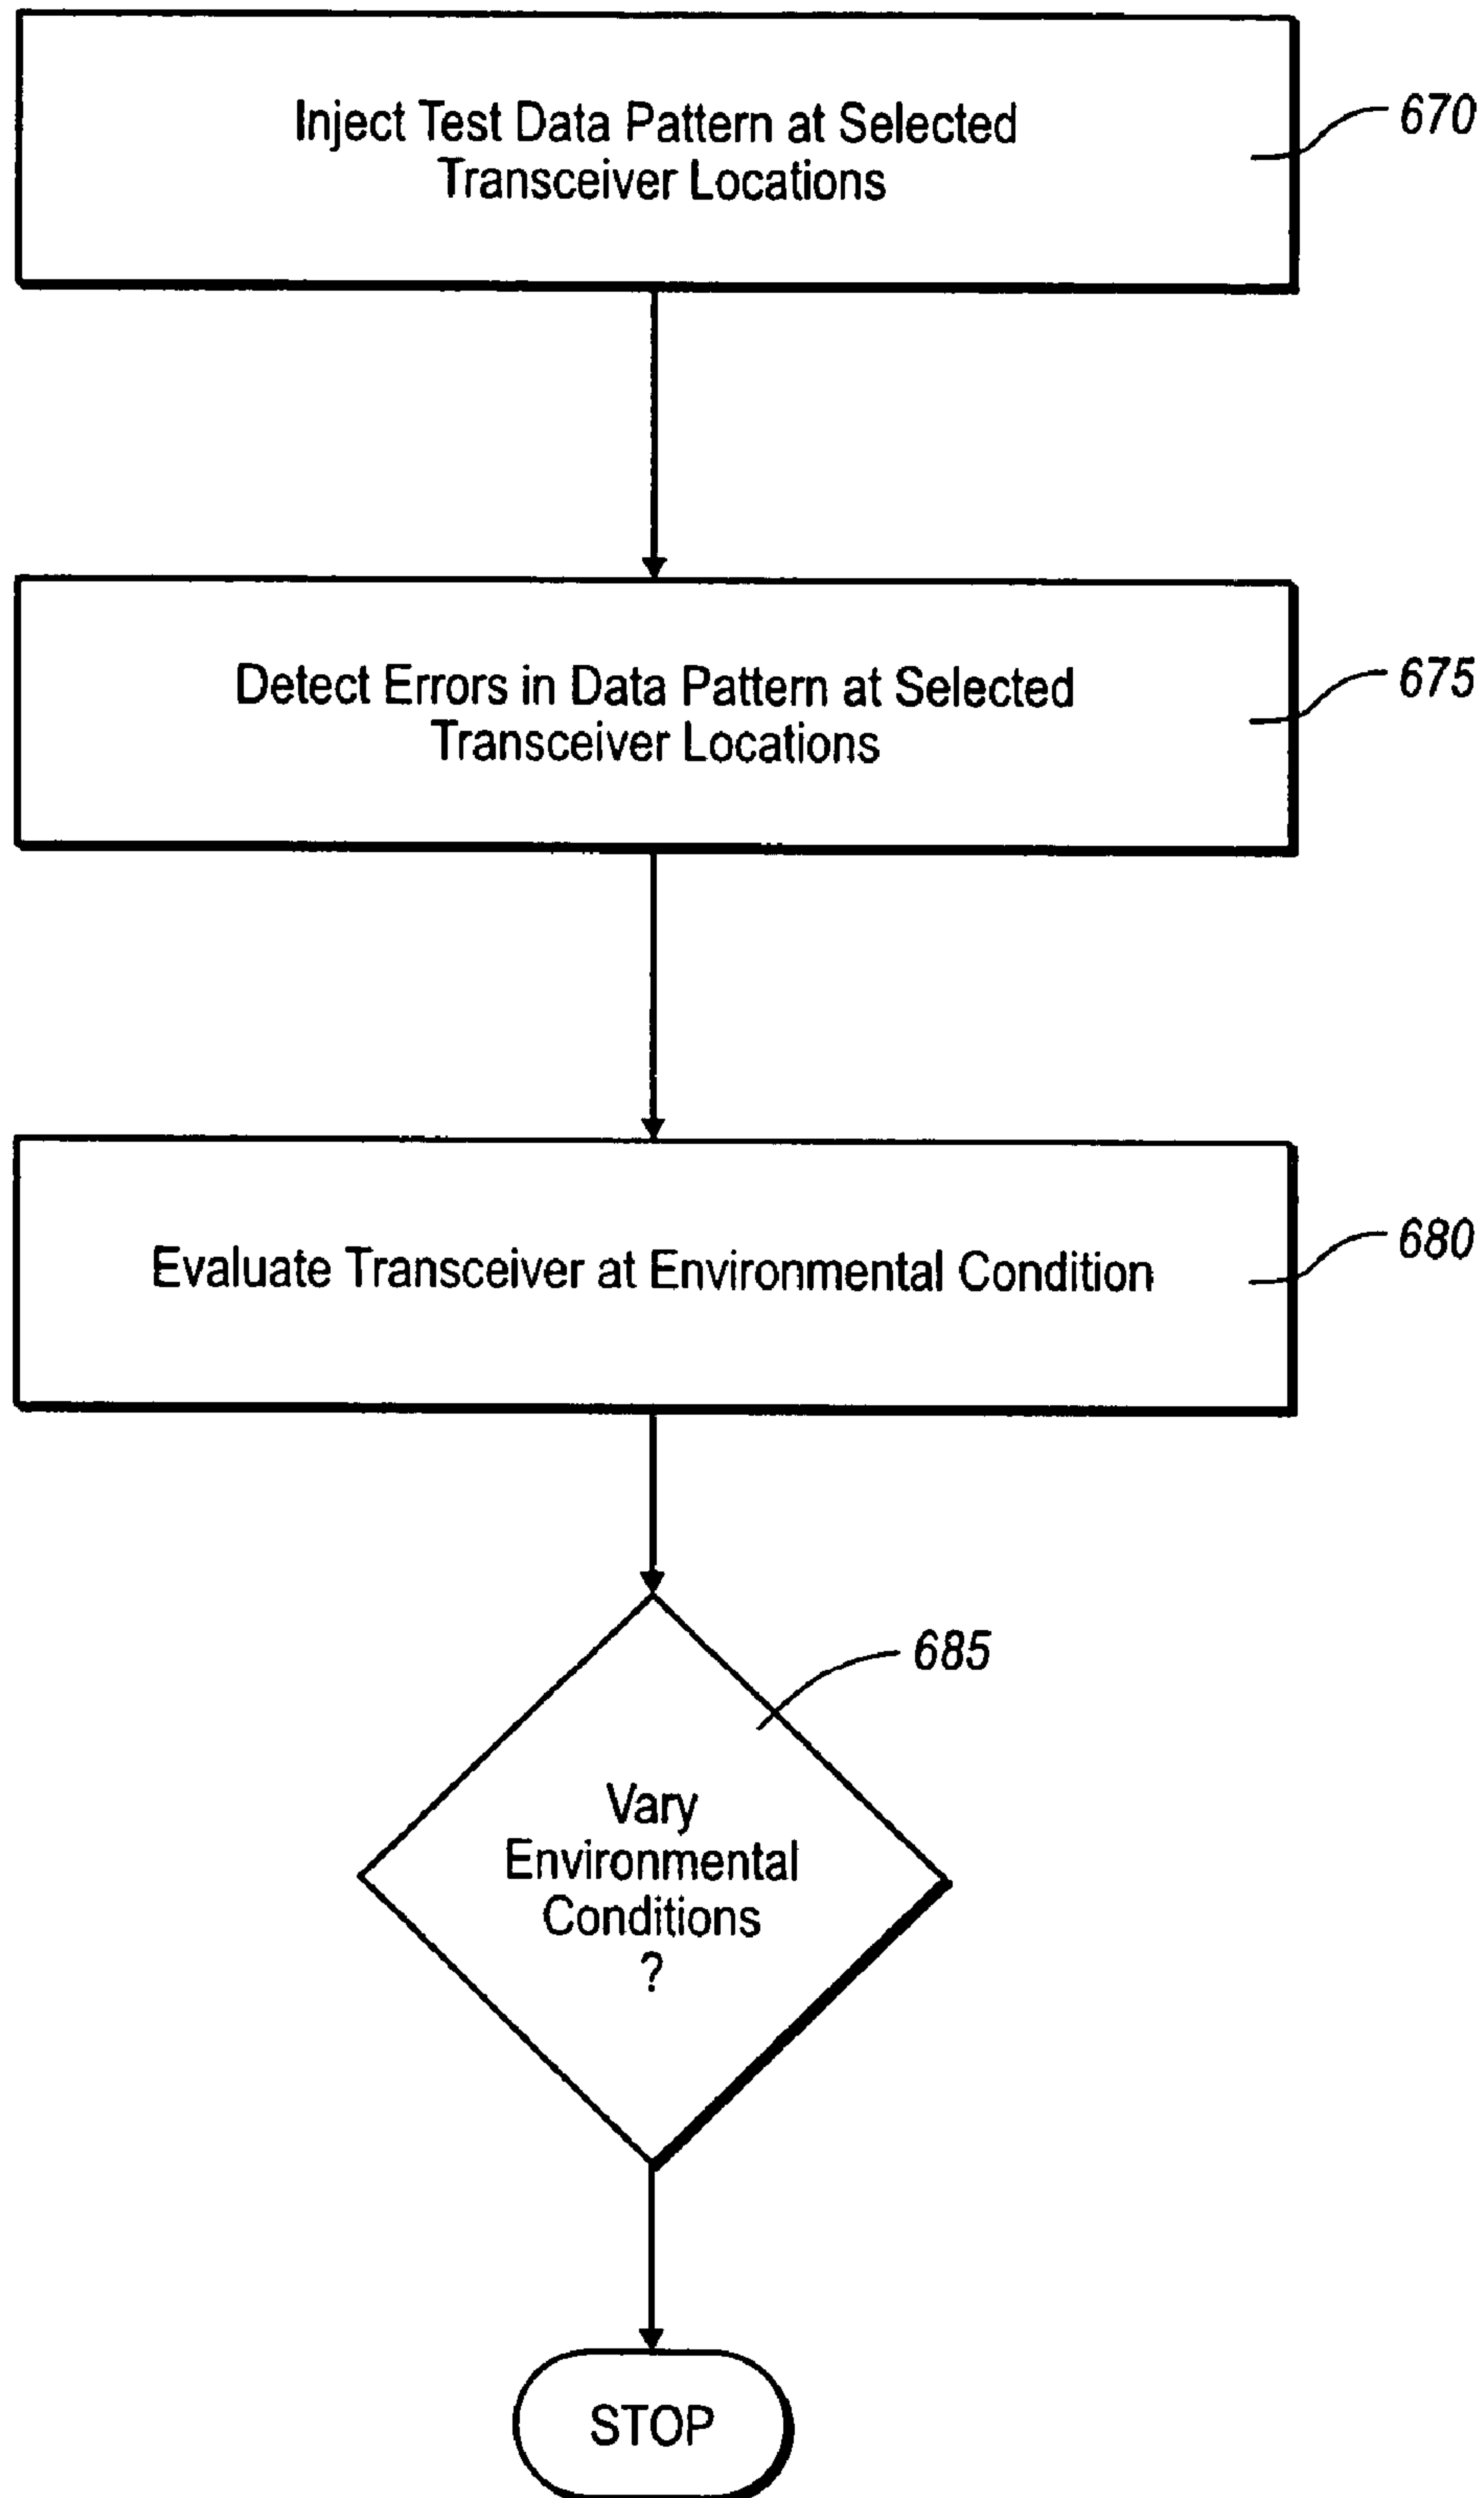 Inject Test Data Pattern at Selected
Transceiver Locations
670
Detect Errors in Data Pattern at Selected
Transceiver Locations
675
Evaluate Transceiver at Environmental Condition
680
685
Vary
Environmental
Conditions
?
STOP